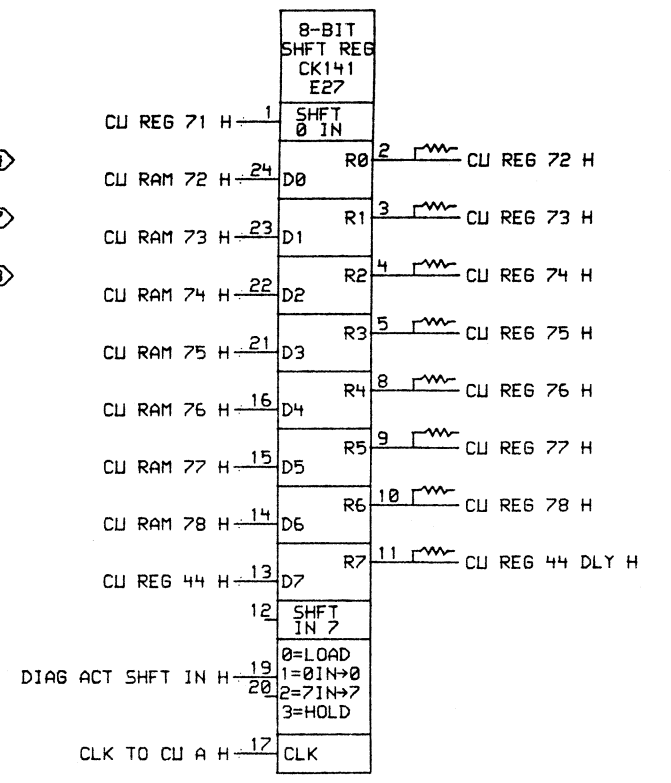 8-BIT
SHFT REG
CK141
E27
CU REG 71 H 1 SHFT
0 IN
R0 2 CU REG 72 H
CU RAM 72 H 24 D0
R1 3 CU REG 73 H
CU RAM 73 H 23 D1
R2 4 CU REG 74 H
CU RAM 74 H 22 D2
R3 5 CU REG 75 H
CU RAM 75 H 21 D3
R4 8 CU REG 76 H
CU RAM 76 H 16 D4
R5 9 CU REG 77 H
CU RAM 77 H 15 D5
R6 10 CU REG 78 H
CU RAM 78 H 14 D6
R7 11 CU REG 44 DLY H
CU REG 44 H 13 D7
12 SHFT
IN 7
0=LOAD
DIAG ACT SHFT IN H 19 1=0IN→0
20 2=7IN→7
3=HOLD
CLK TO CU A H 17 CLK